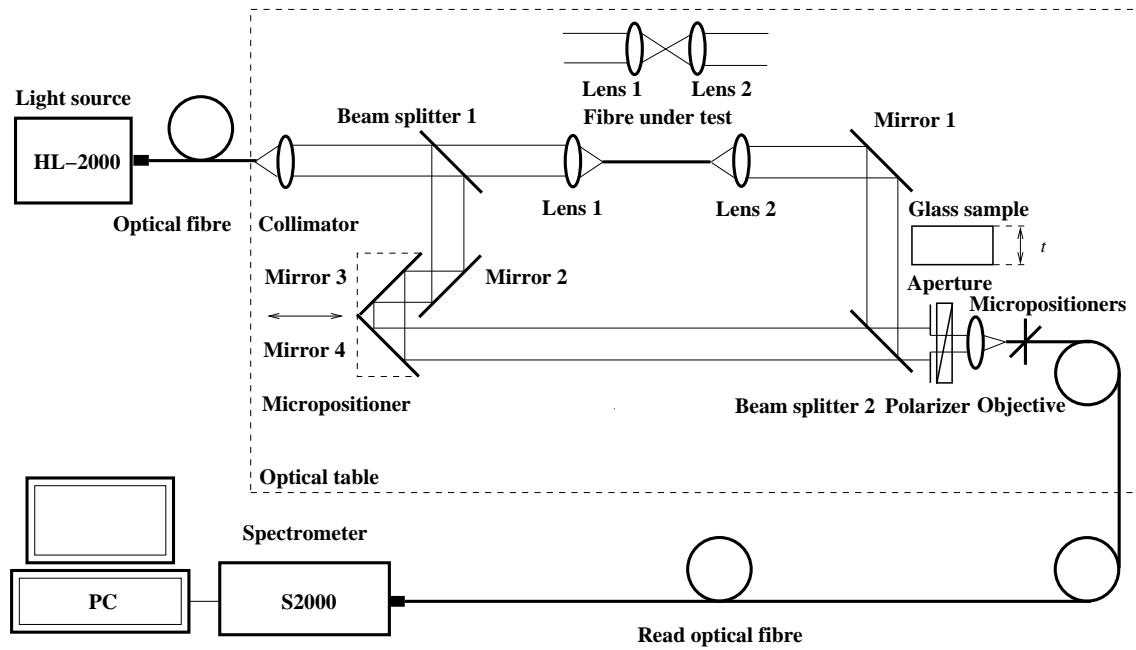 Lens 1
Lens 2
Fibre under test
Light source
HL−2000
Optical fibre
Collimator
Beam splitter 1
Lens 1
Lens 2
Mirror 1
Glass sample
t
Aperture
Mirror 3
Mirror 2
Micropositioners
Mirror 4
Micropositioner
Beam splitter 2
Polarizer
Objective
Optical table
Spectrometer
PC
S2000
Read optical fibre